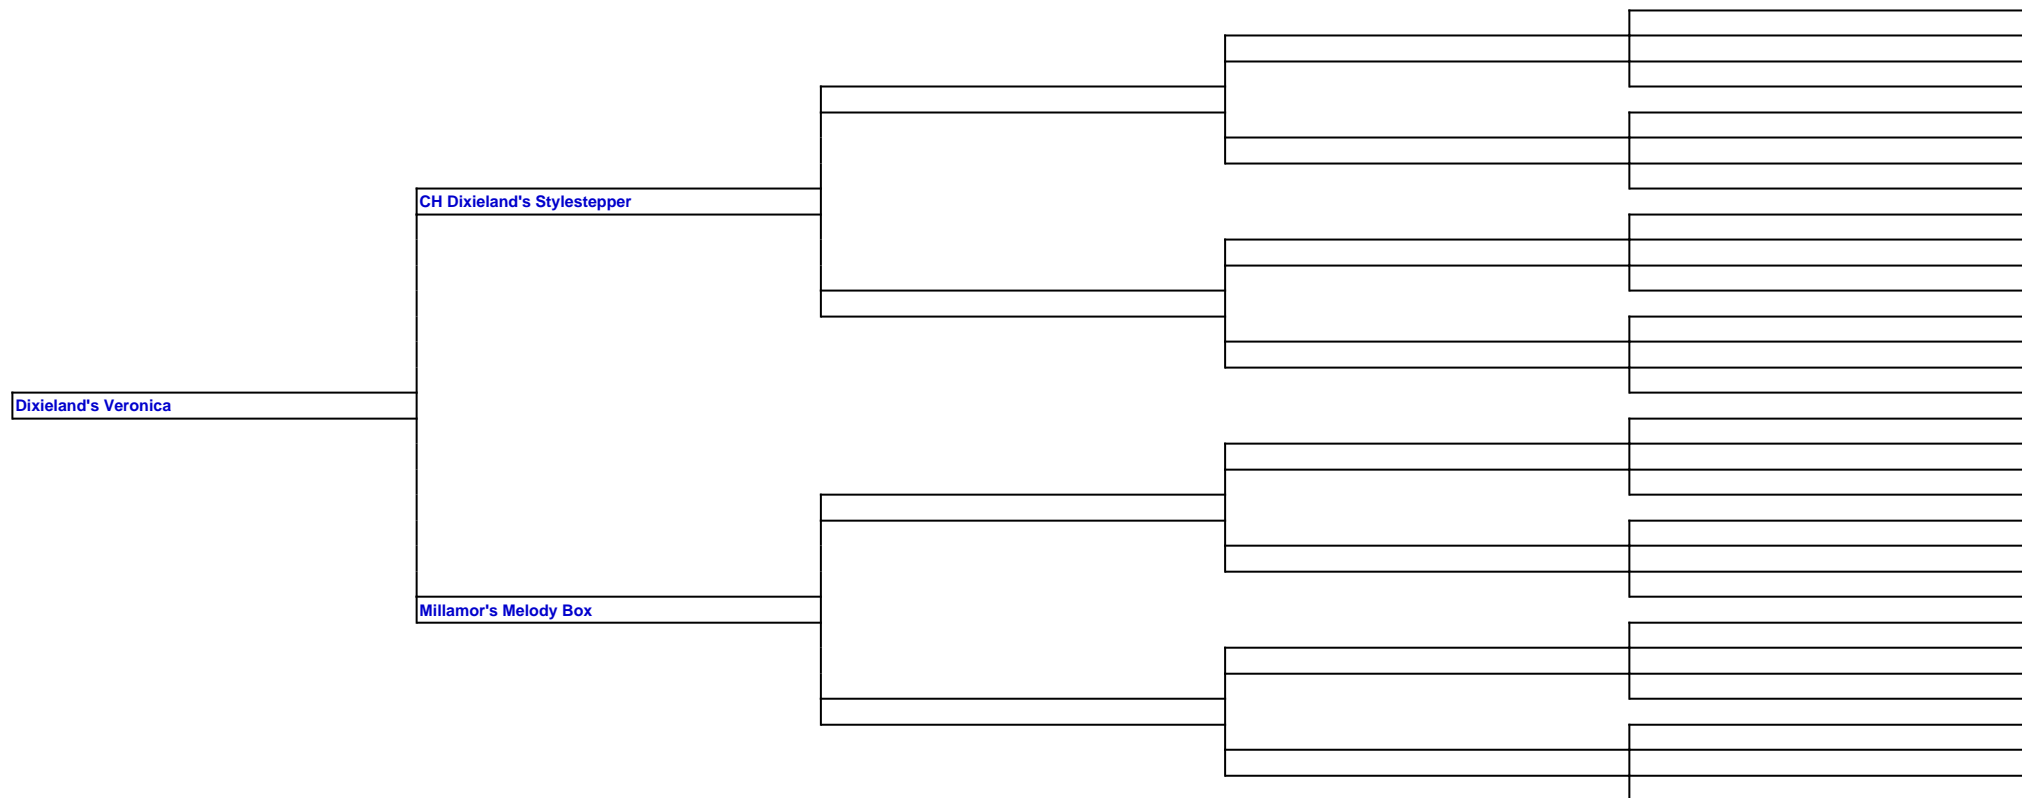 CH Dixieland's Stylestepper
Dixieland's Veronica
Millamor's Melody Box